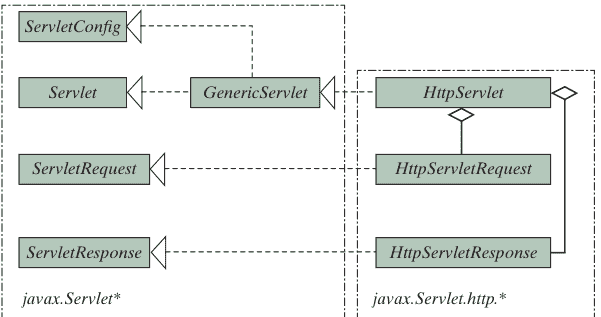 ServletConfig
Servlet
GenericServlet
HttpServlet
ServletRequest
HttpServletRequest
ServletResponse
HttpServletResponse
javax.Servlet*
javax.Servlet.http.*